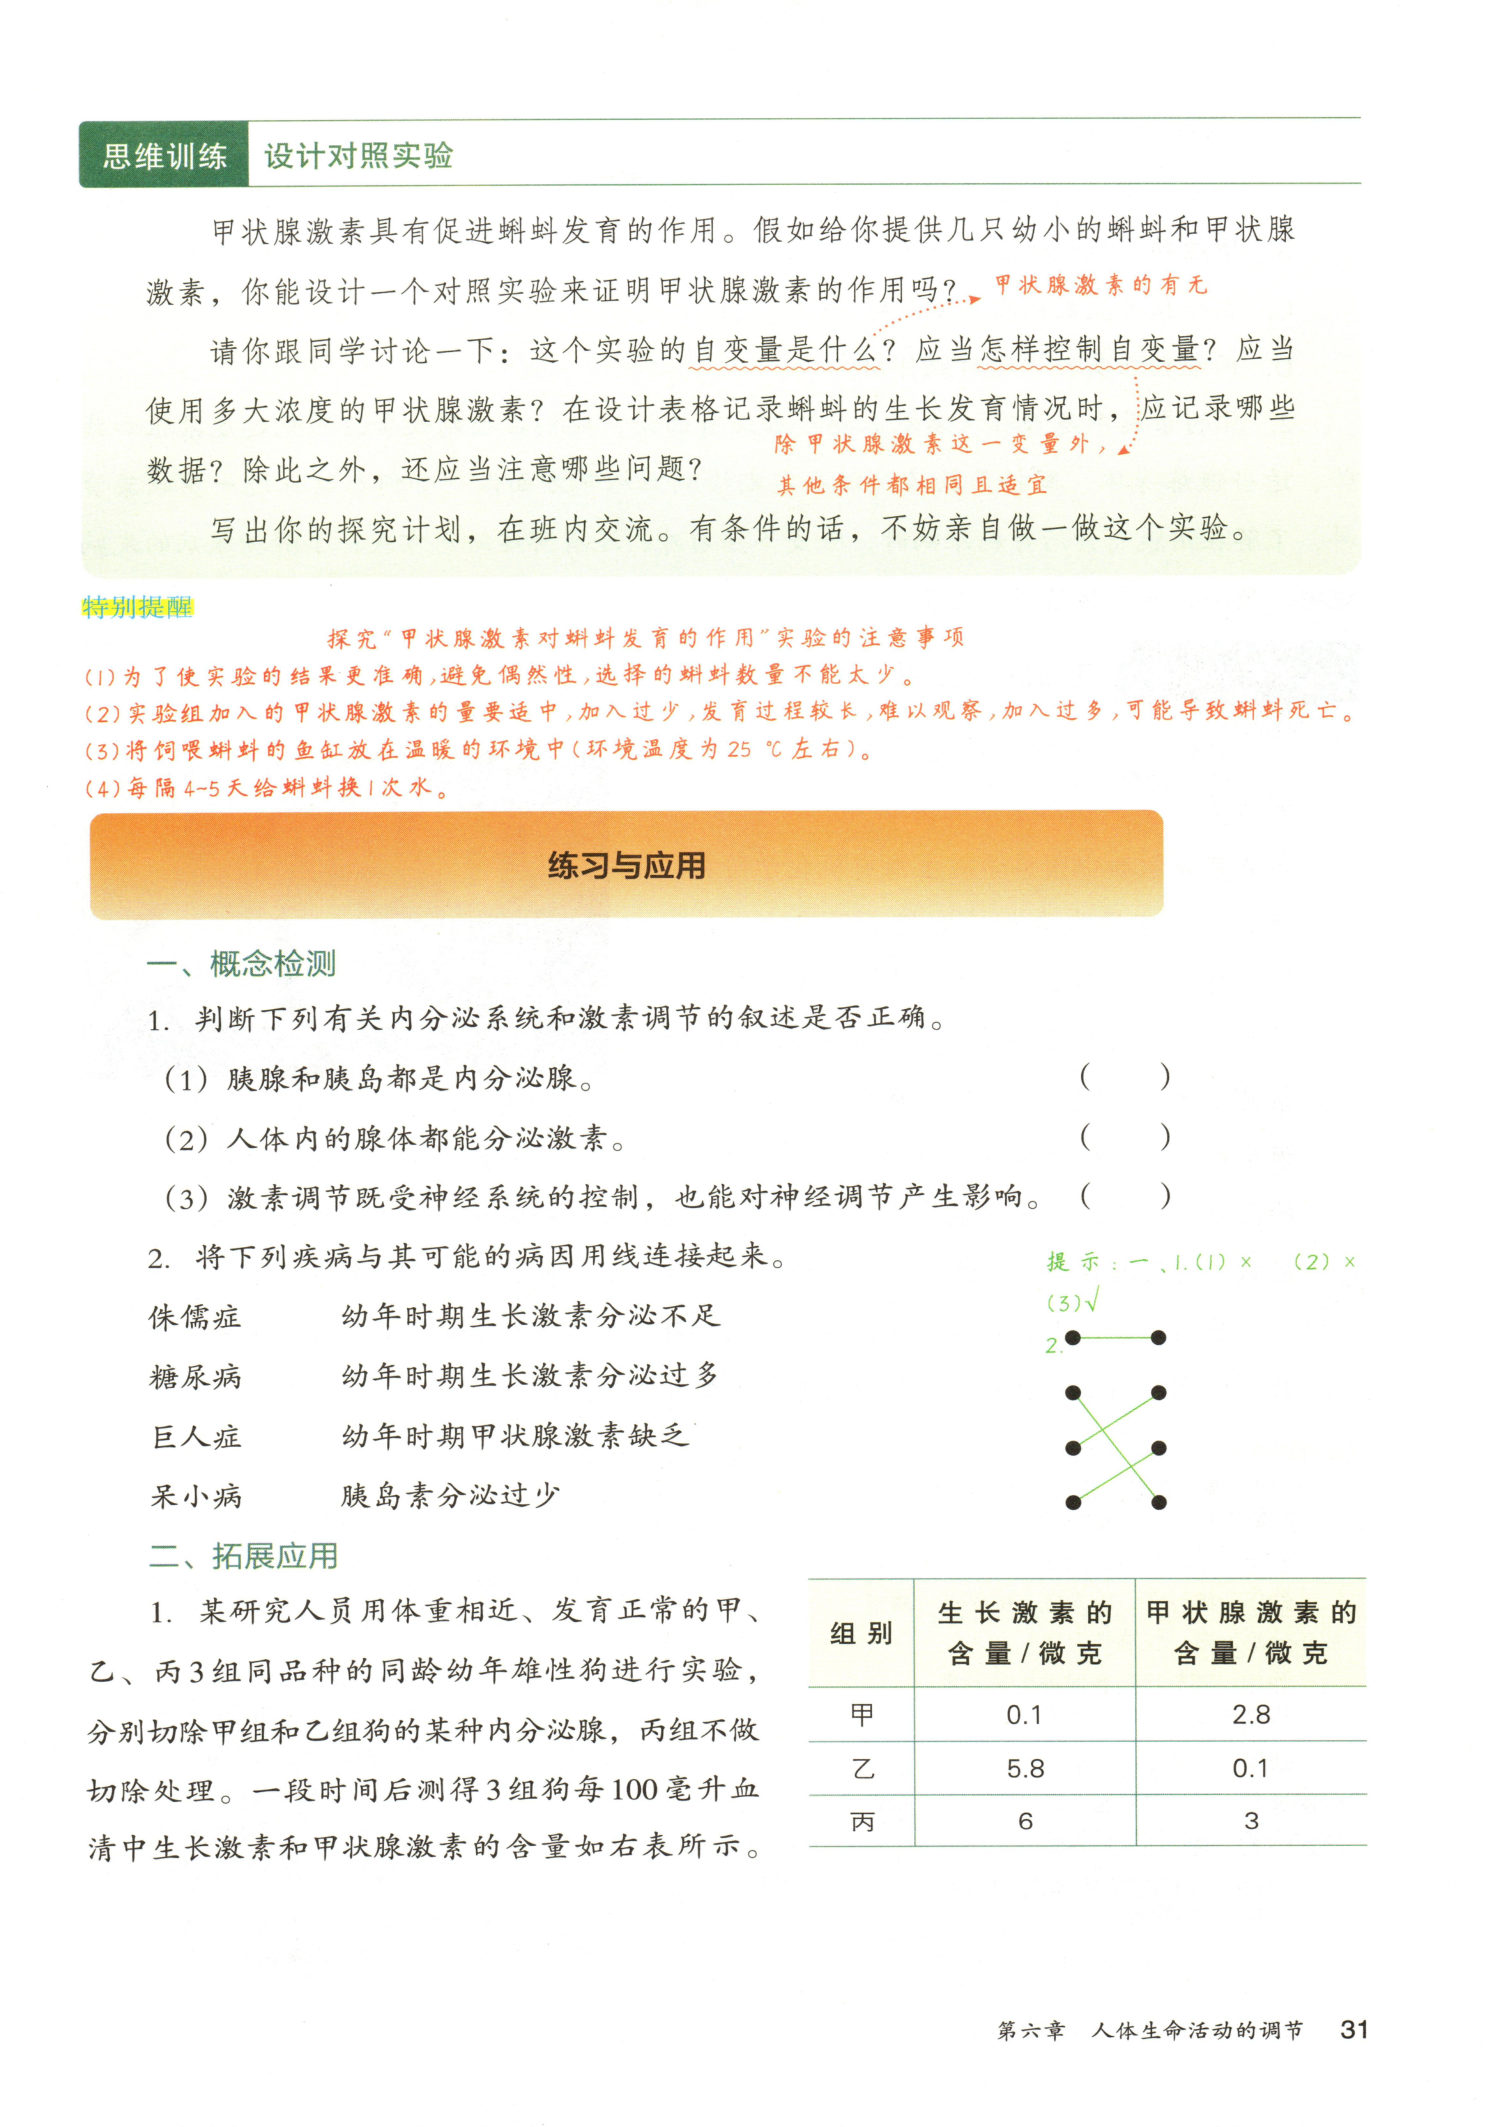 思维训练 设计对照实验
甲状腺激素具有促进蝌蚪发育的作用。假如给你提供几只幼小的蝌蚪和甲状腺
激素，你能设计一个对照实验来证明甲状腺激素的作用吗？ 甲状腺激素的有无
请你跟同学讨论一下：这个实验的自变量是什么？应当怎样控制自变量？应当
使用多大浓度的甲状腺激素？在设计表格记录蝌蚪的生长发育情况时，应记录哪些
除甲状腺激素这一变量外，
数据？除此之外，还应当注意哪些问题？
其他条件都相同且适宜
写出你的探究计划，在班内交流。有条件的话，不妨亲自做一做这个实验。
特别提醒
探究“甲状腺激素对蝌蚪发育的作用”实验的注意事项
(1)为了使实验的结果更准确,避免偶然性,选择的蝌蚪数量不能太少。
(2)实验组加入的甲状腺激素的量要适中,加入过少,发育过程较长,难以观察,加入过多,可能导致蝌蚪死亡。
(3)将饲喂蝌蚪的鱼缸放在温暖的环境中(环境温度为25 ℃左右)。
(4)每隔4~5天给蝌蚪换1次水。
练习与应用
一、概念检测
1. 判断下列有关内分泌系统和激素调节的叙述是否正确。
（1）胰腺和胰岛都是内分泌腺。 （ ）
（2）人体内的腺体都能分泌激素。 （ ）
（3）激素调节既受神经系统的控制，也能对神经调节产生影响。 （ ）
2. 将下列疾病与其可能的病因用线连接起来。
侏儒症 幼年时期生长激素分泌不足
糖尿病 幼年时期生长激素分泌过多
巨人症 幼年时期甲状腺激素缺乏
呆小病 胰岛素分泌过少
提示:一、1.(1)× (2)×
(3)√
2.
二、拓展应用
1. 某研究人员用体重相近、发育正常的甲、
乙、丙3组同品种的同龄幼年雄性狗进行实验，
分别切除甲组和乙组狗的某种内分泌腺，丙组不做
切除处理。一段时间后测得3组狗每100毫升血
清中生长激素和甲状腺激素的含量如右表所示。
组别 生长激素的含量/微克 甲状腺激素的含量/微克
甲 0.1 2.8
乙 5.8 0.1
丙 6 3
第六章 人体生命活动的调节 31